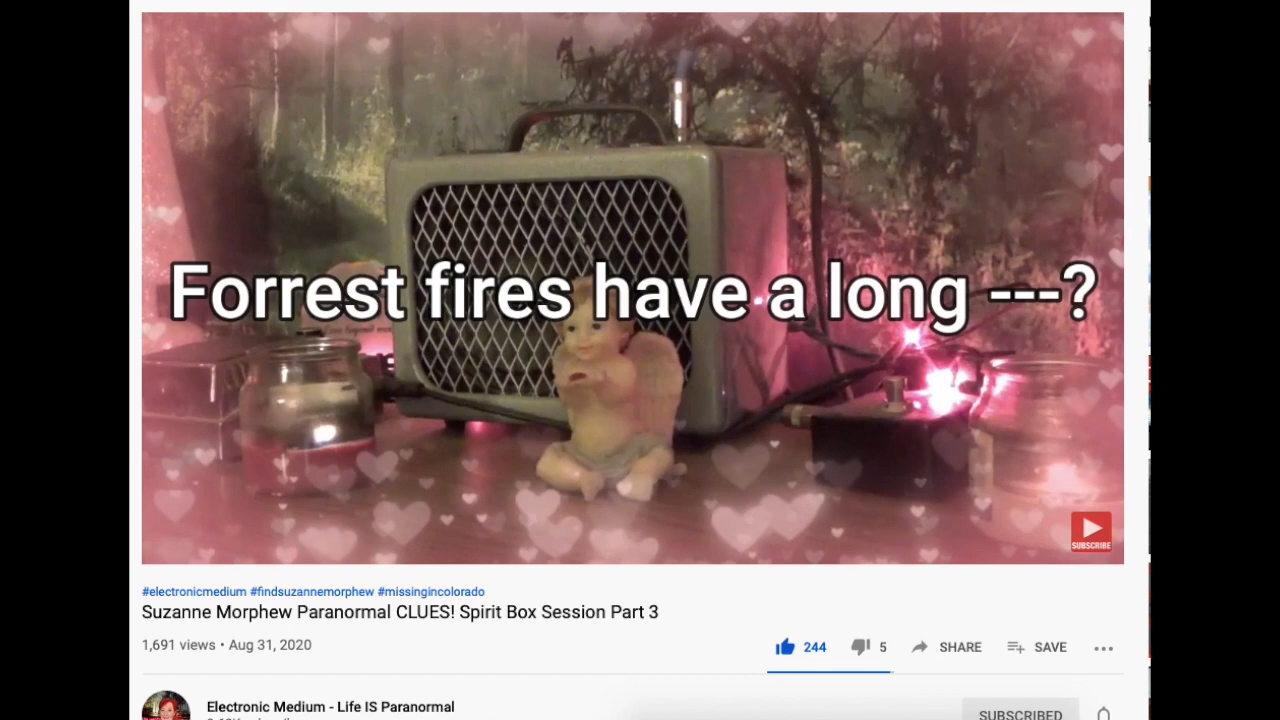 Forrest fires have a long ---?
SUBSCRIBE
#electronicmedium #findsuzannemorphew #missingincolorado
Suzanne Morphew Paranormal CLUES! Spirit Box Session Part 3
1,691 views • Aug 31, 2020
244
5
SHARE
SAVE
Electronic Medium - Life IS Paranormal
SUBSCRIBED